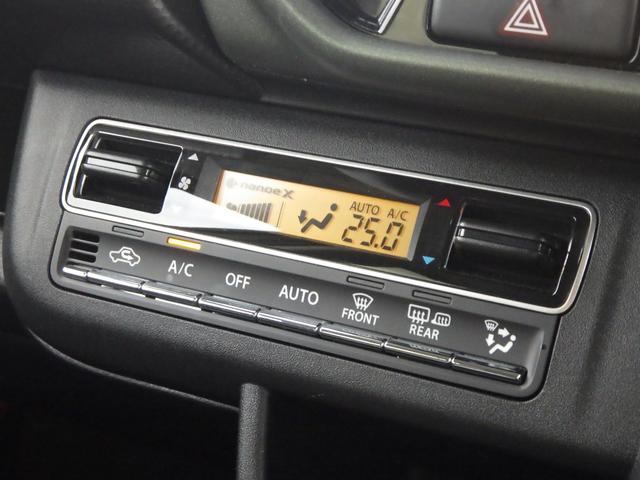 nanoeX
AUTO A/C
25.0
A/C
OFF
AUTO
FRONT
REAR